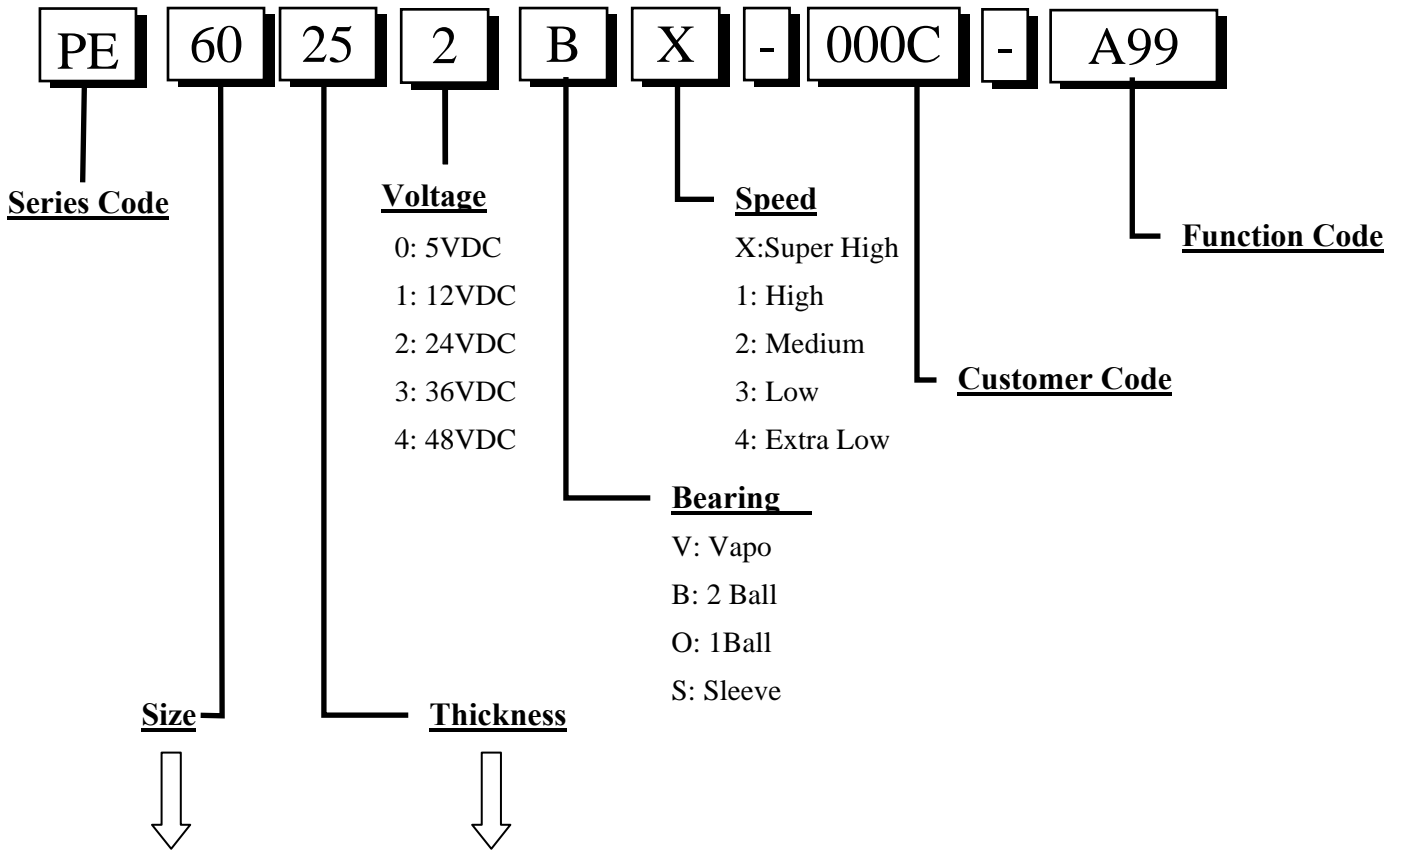 PE 60 25 2 B X - 000C - A99
Series Code
Voltage
0: 5VDC
1: 12VDC
2: 24VDC
3: 36VDC
4: 48VDC
Speed
X:Super High
1: High
2: Medium
3: Low
4: Extra Low
Function Code
Customer Code
Bearing
V: Vapo
B: 2 Ball
O: 1Ball
S: Sleeve
Size
Thickness